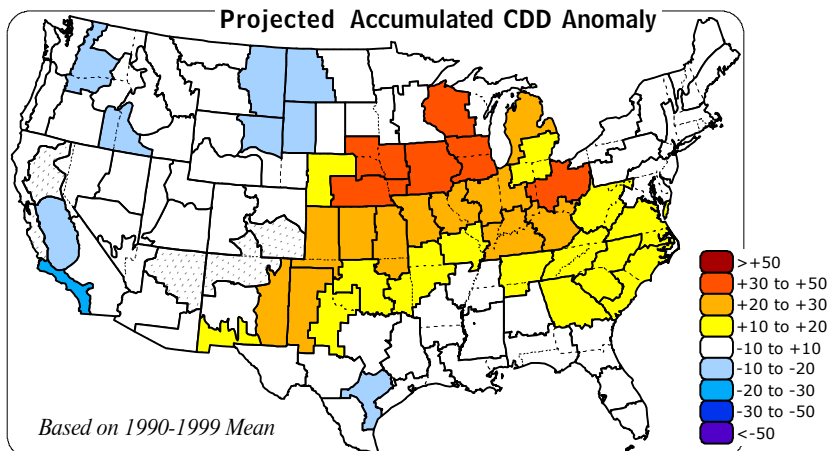 Projected Accumulated CDD Anomaly
>+50
+30 to +50
+20 to +30
+10 to +20
-10 to +10
-10 to -20
-20 to -30
-30 to -50
<-50
Based on 1990-1999 Mean